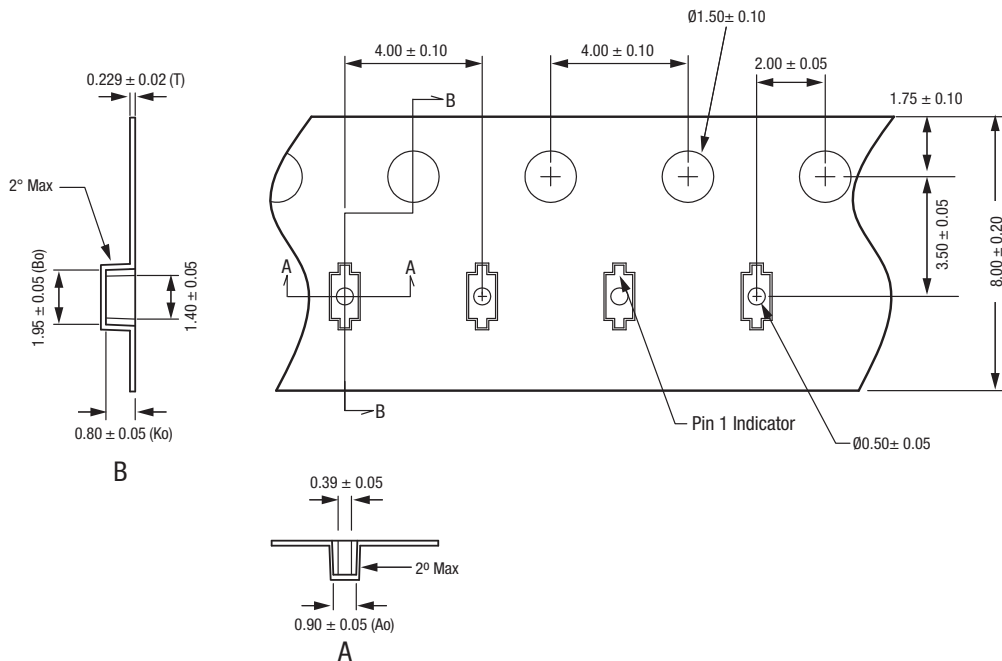 Ø1.50± 0.10
4.00 ± 0.10
4.00 ± 0.10
2.00 ± 0.05
0.229 ± 0.02 (T)
B
1.75 ± 0.10
2° Max
3.50 ± 0.05
8.00 ± 0.20
A
A
1.95 ± 0.05 (Bo)
1.40 ± 0.05
B
Pin 1 Indicator
0.80 ± 0.05 (Ko)
Ø0.50± 0.05
B
0.39 ± 0.05
2º Max
0.90 ± 0.05 (Ao)
A